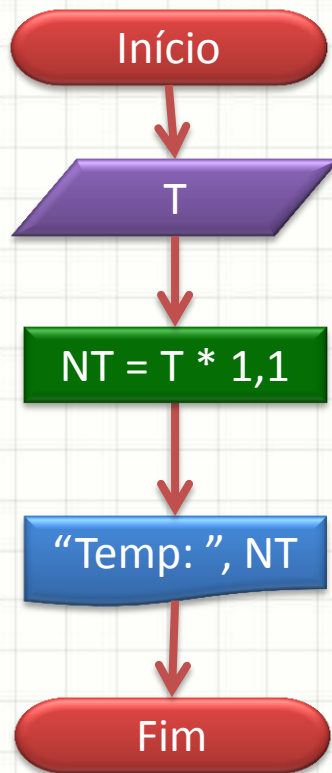 Início
T
NT = T * 1,1
“Temp: ”, NT
Fim